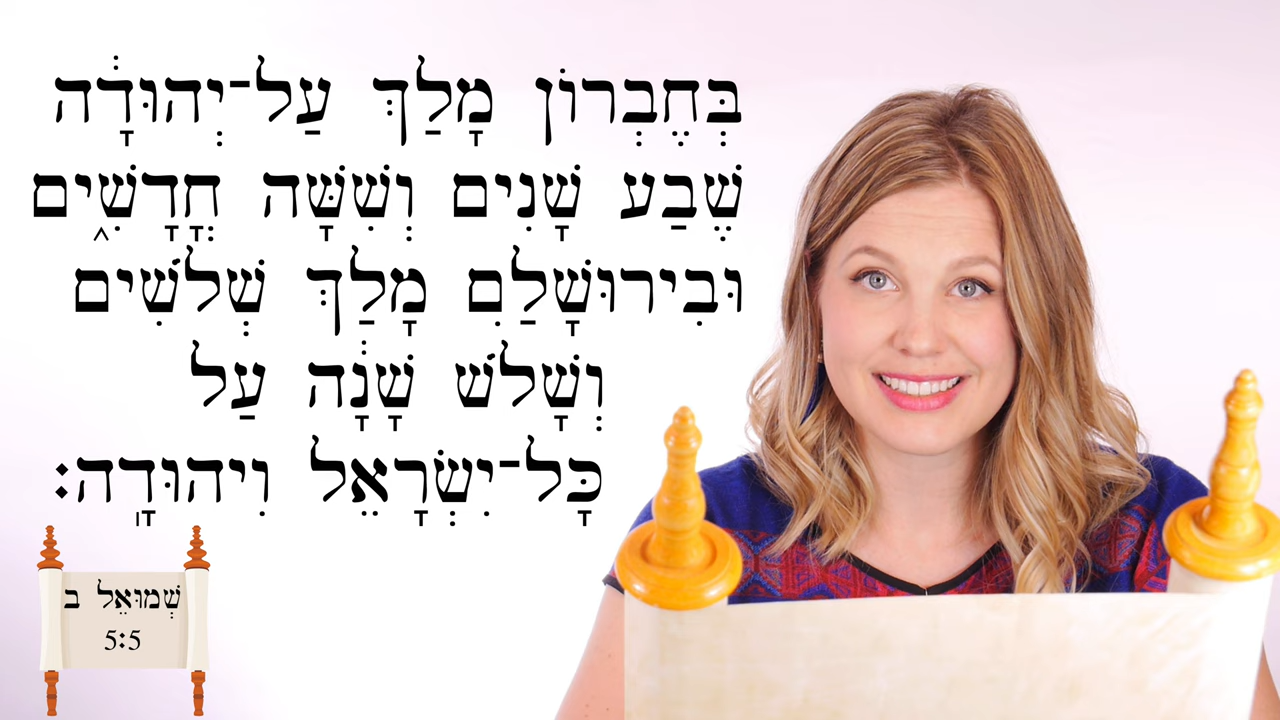 בְּחֶבְרוֹן מָלַךְ עַל־יְהוּדָ֔ה
שֶׁבַע שָׁנִים וְשִׁשָּׁה חֳדָשִׁ֑ים
וּבִירוּשָׁלַ͏ִם מָלַךְ שְׁלֹשִׁים
וְשָׁלֹשׁ שָׁנָ֔ה עַל
כָּל־יִשְׂרָאֵל וִיהוּדָֽה׃
שְׁמוּאֵל ב
5:5